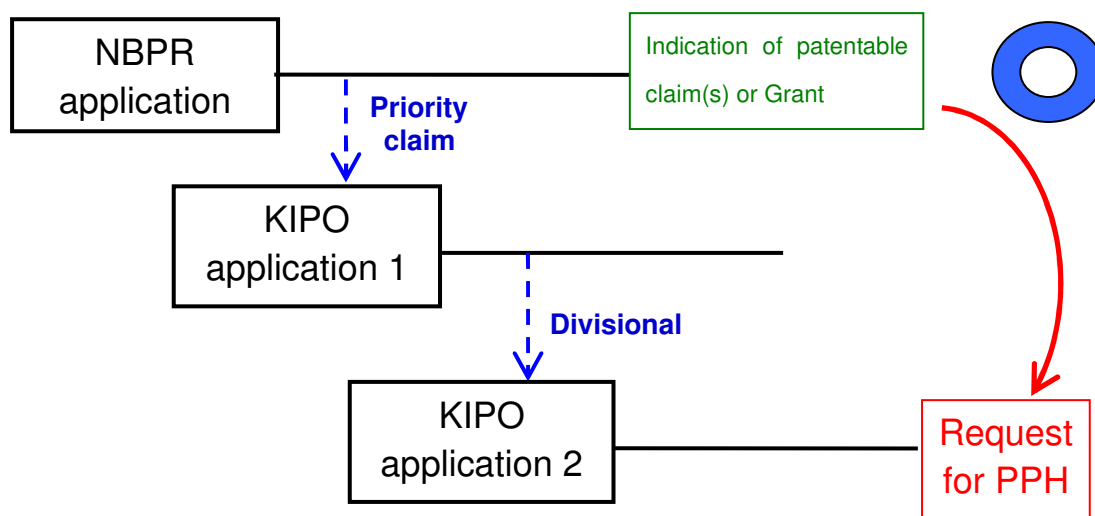 NBPR
application
Indication of patentable
claim(s) or Grant
Priority
claim
KIPO
application 1
Divisional
KIPO
application 2
Request
for PPH